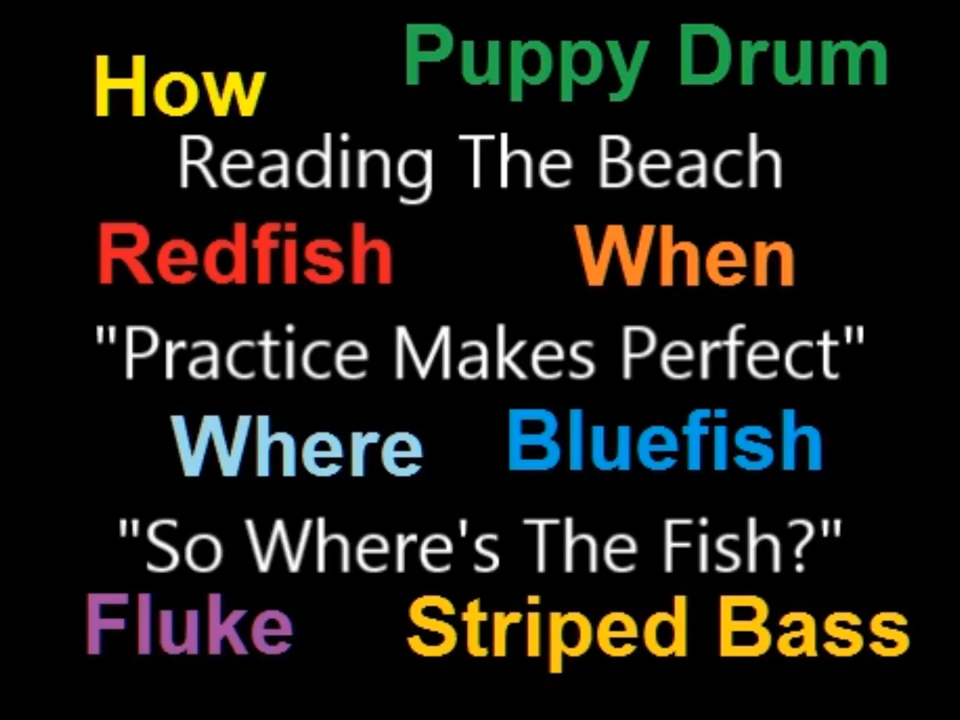 How Puppy Drum
Reading The Beach
Redfish When
"Practice Makes Perfect"
Where Bluefish
"So Where's The Fish?"
Fluke Striped Bass